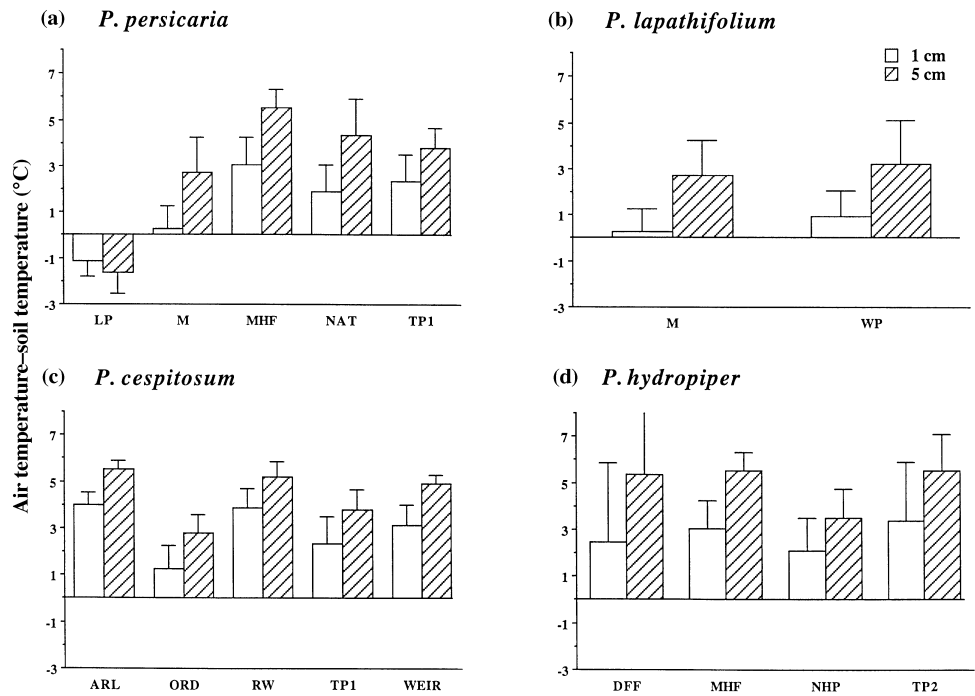 (a) P. persicaria
(b) P. lapathifolium
Air temperature–soil temperature (°C)
7
5
3
1
-1
-3
LP M MHF NAT TP1
7
5
3
1
-1
-3
1 cm
5 cm
M WP
(c) P. cespitosum
(d) P. hydropiper
7
5
3
1
-1
-3
ARL ORD RW TP1 WEIR
7
5
3
1
-1
-3
DFF MHF NHP TP2